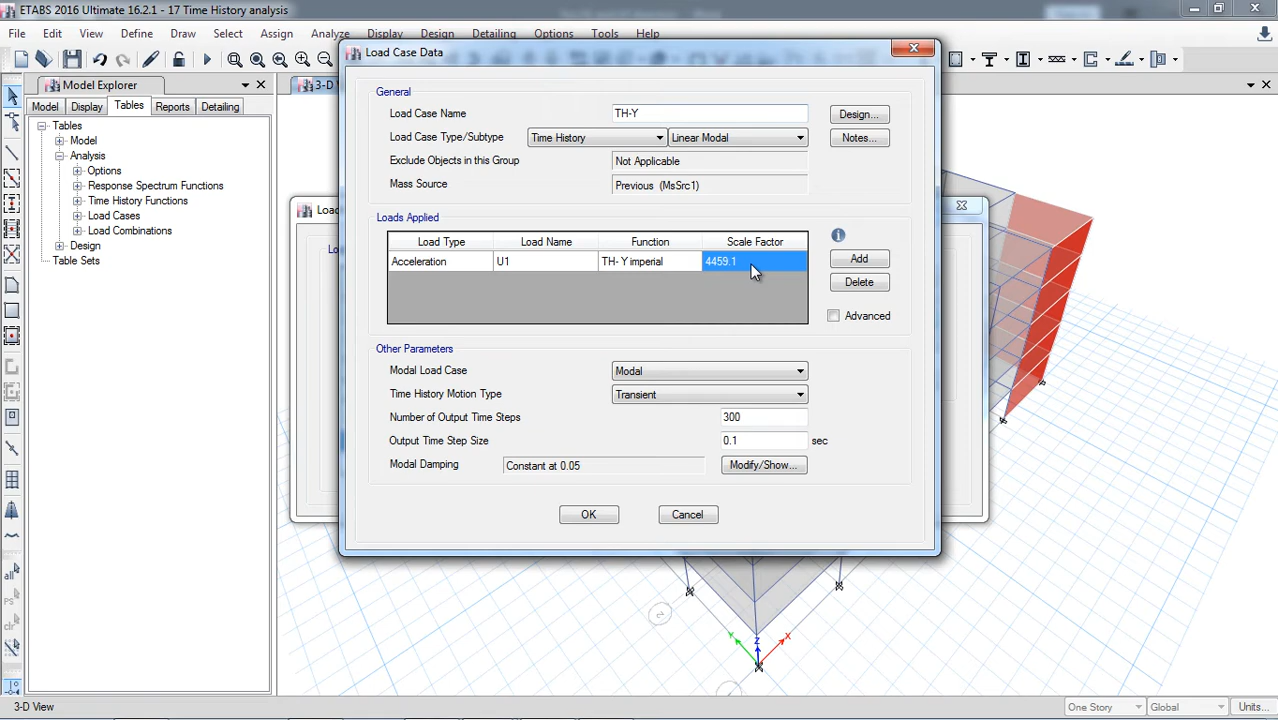 ETABS 2016 Ultimate 16.2.1 - 17 Time History analysis
File Edit View Define Draw Select Assign Analyze Display Design Detailing Options Tools Help
Model Explorer
Model Display Tables Reports Detailing
Tables
Model
Analysis
Options
Response Spectrum Functions
Time History Functions
Load Cases
Load Combinations
Design
Table Sets
all
PS
clr
3-D
Load
Load Case Data
General
Load Case Name TH-Y Design...
Load Case Type/Subtype Time History Linear Modal Notes...
Exclude Objects in this Group Not Applicable
Mass Source Previous (MsSrc1)
Loads Applied
Load Type Load Name Function Scale Factor
Acceleration U1 TH- Y imperial 4459.1
Add
Delete
Advanced
Other Parameters
Modal Load Case Modal
Time History Motion Type Transient
Number of Output Time Steps 300
Output Time Step Size 0.1 sec
Modal Damping Constant at 0.05 Modify/Show...
OK Cancel
2
Y Z X
3-D View One Story Global Units...